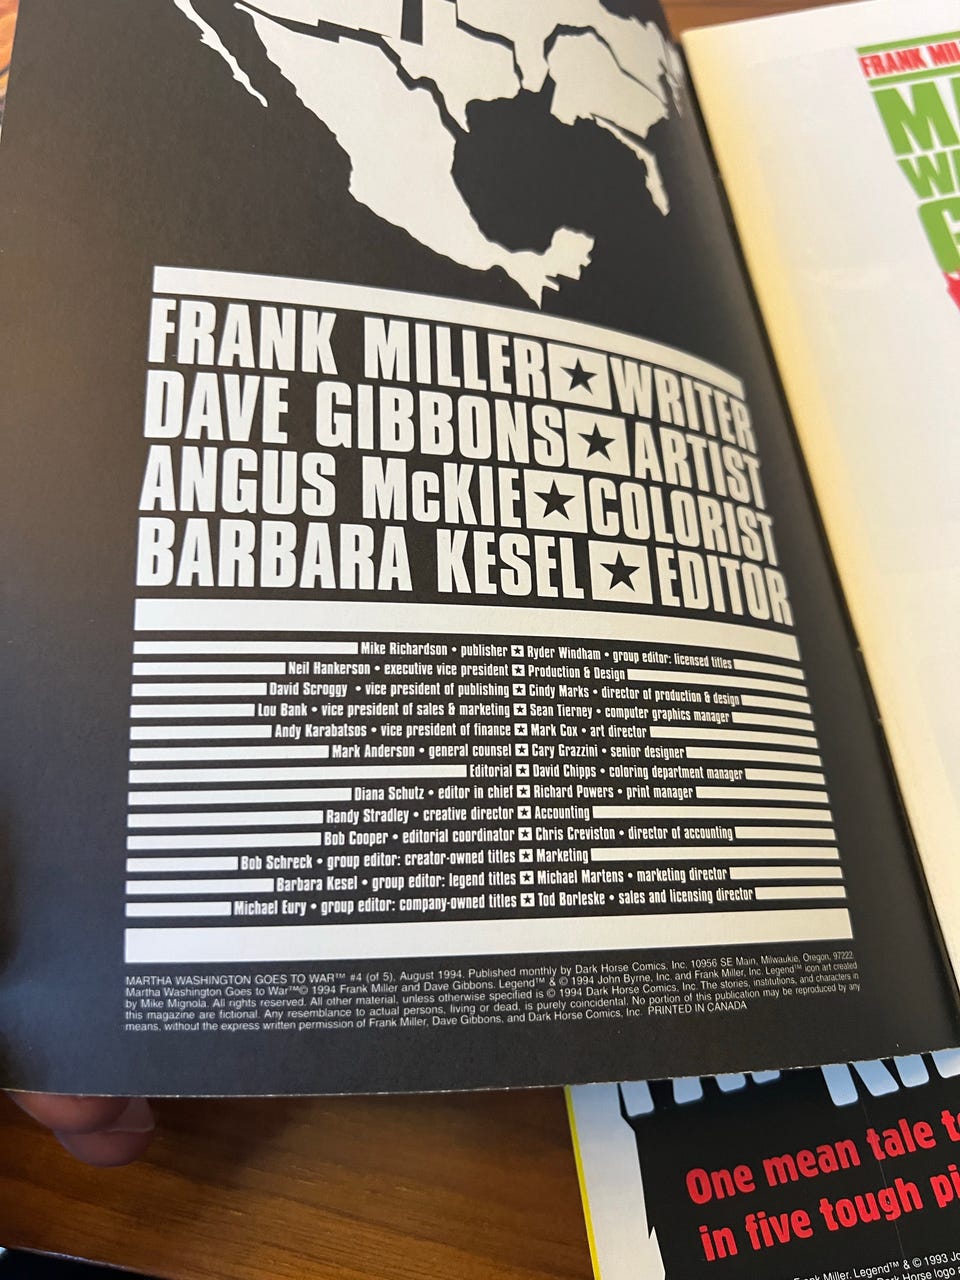 FRANK MILLER ★ WRITER
DAVE GIBBONS ★ ARTIST
ANGUS McKIE ★ COLORIST
BARBARA KESEL ★ EDITOR
Mike Richardson • publisher ★ Ryder Windham • group editor: licensed titles
Neil Hankerson • executive vice president ★ Production & Design
David Scroggy • vice president of publishing ★ Cindy Marks • director of production & design
Lou Bank • vice president of sales & marketing ★ Sean Tierney • computer graphics manager
Andy Karabatsos • vice president of finance ★ Mark Cox • art director
Mark Anderson • general counsel ★ Cary Grazzini • senior designer
Editorial ★ David Chipps • coloring department manager
Diana Schutz • editor in chief ★ Richard Powers • print manager
Randy Stradley • creative director ★ Accounting
Bob Cooper • editorial coordinator ★ Chris Creviston • director of accounting
Bob Schreck • group editor: creator-owned titles ★ Marketing
Barbara Kesel • group editor: legend titles ★ Michael Martens • marketing director
Michael Eury • group editor: company-owned titles ★ Tod Borleske • sales and licensing director
MARTHA WASHINGTON GOES TO WAR™ #4 (of 5), August 1994. Published monthly by Dark Horse Comics, Inc. 10956 SE Main, Milwaukie, Oregon, 97222.
Martha Washington Goes to War™© 1994 Frank Miller and Dave Gibbons. Legend™ & © 1994 John Byrne, Inc. and Frank Miller, Inc. Legend™ icon art created
by Mike Mignola. All rights reserved. All other material, unless otherwise specified is © 1994 Dark Horse Comics, Inc. The stories, institutions, and characters in
this magazine are fictional. Any resemblance to actual persons, living or dead, is purely coincidental. No portion of this publication may be reproduced by any
means, without the express written permission of Frank Miller, Dave Gibbons, and Dark Horse Comics, Inc. PRINTED IN CANADA
FRANK
One mean tale
in five tough
Frank Miller. Legend™ & © 1993
Dark Horse logo